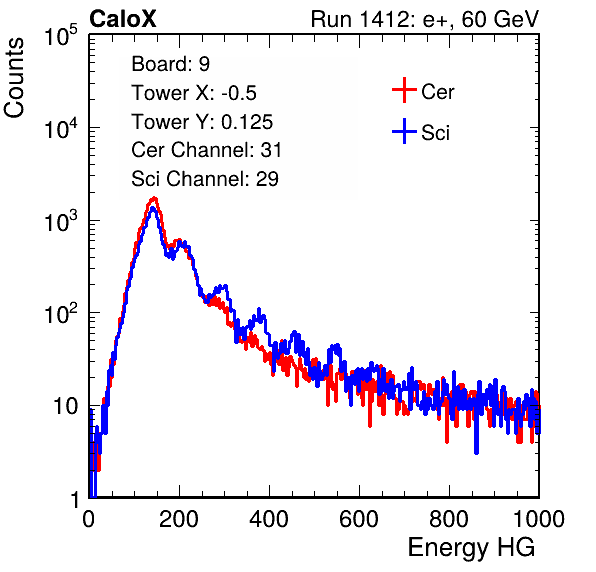 CaloX Run 1412: e+, 60 GeV
Counts
Board: 9
Tower X: -0.5
Tower Y: 0.125
Cer Channel: 31
Sci Channel: 29
Cer
Sci
10^5
10^4
10^3
10^2
10
1
0 200 400 600 800 1000
Energy HG